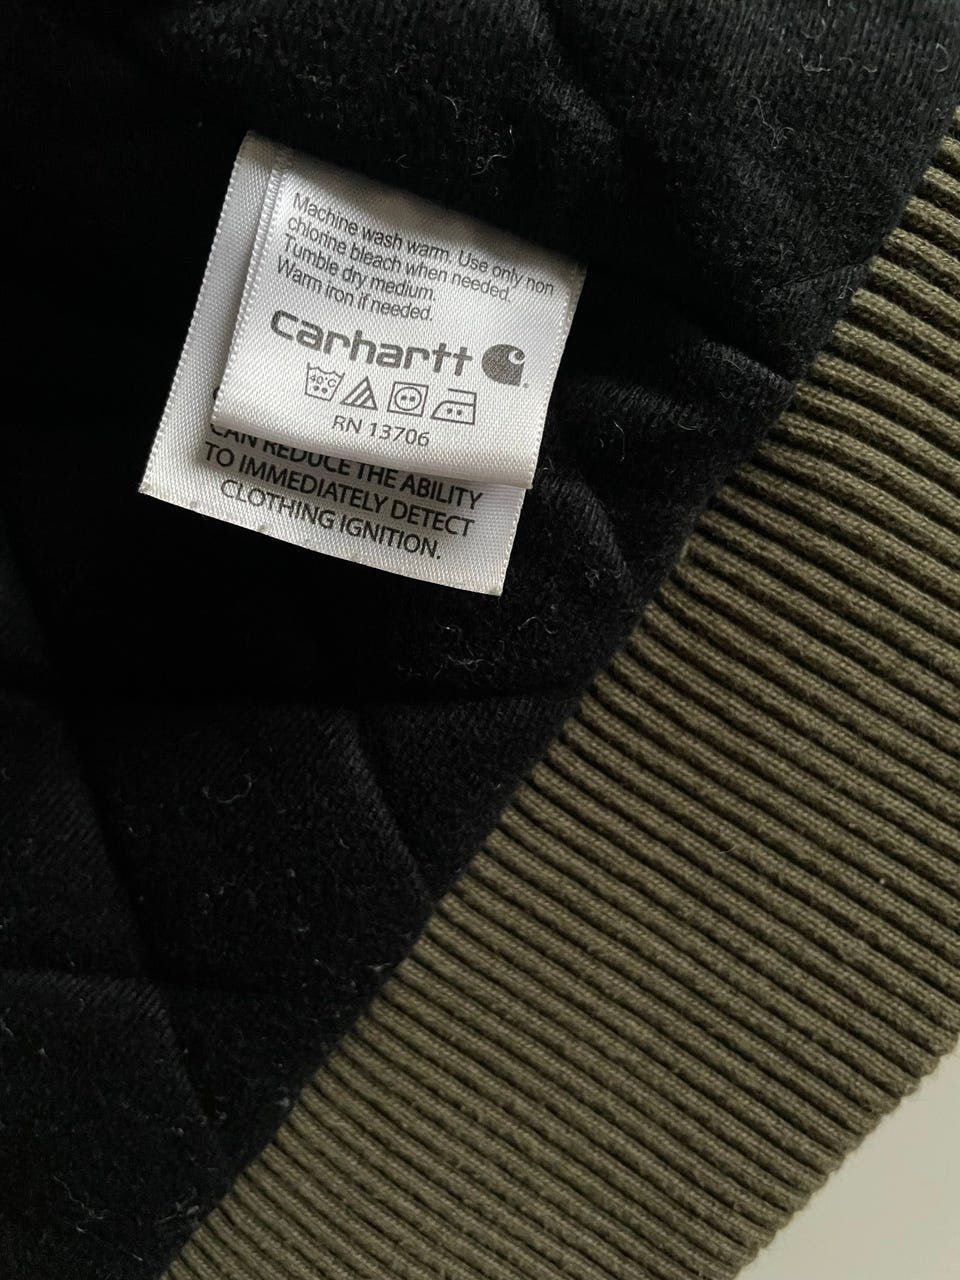 Machine wash warm. Use only non
chlorine bleach when needed.
Tumble dry medium.
Warm iron if needed.
carhartt
40°C
RN 13706
CAN REDUCE THE ABILITY
TO IMMEDIATELY DETECT
CLOTHING IGNITION.